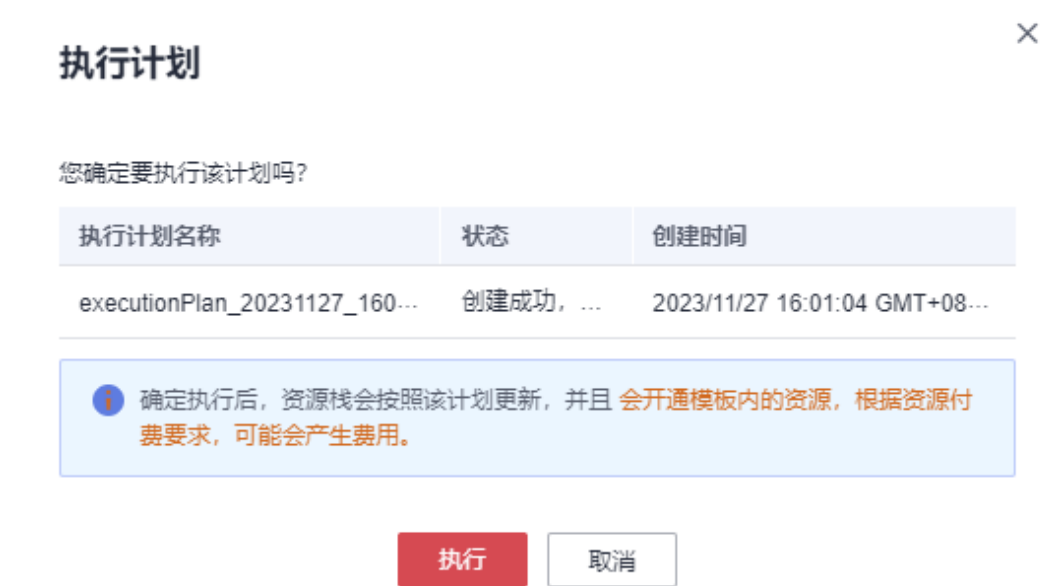 执行计划
您确定要执行该计划吗?
执行计划名称 状态 创建时间
executionPlan_20231127_160... 创建成功，... 2023/11/27 16:01:04 GMT+08...
确定执行后，资源栈会按照该计划更新，并且 会开通模板内的资源，根据资源付
费要求，可能会产生费用。
执行 取消